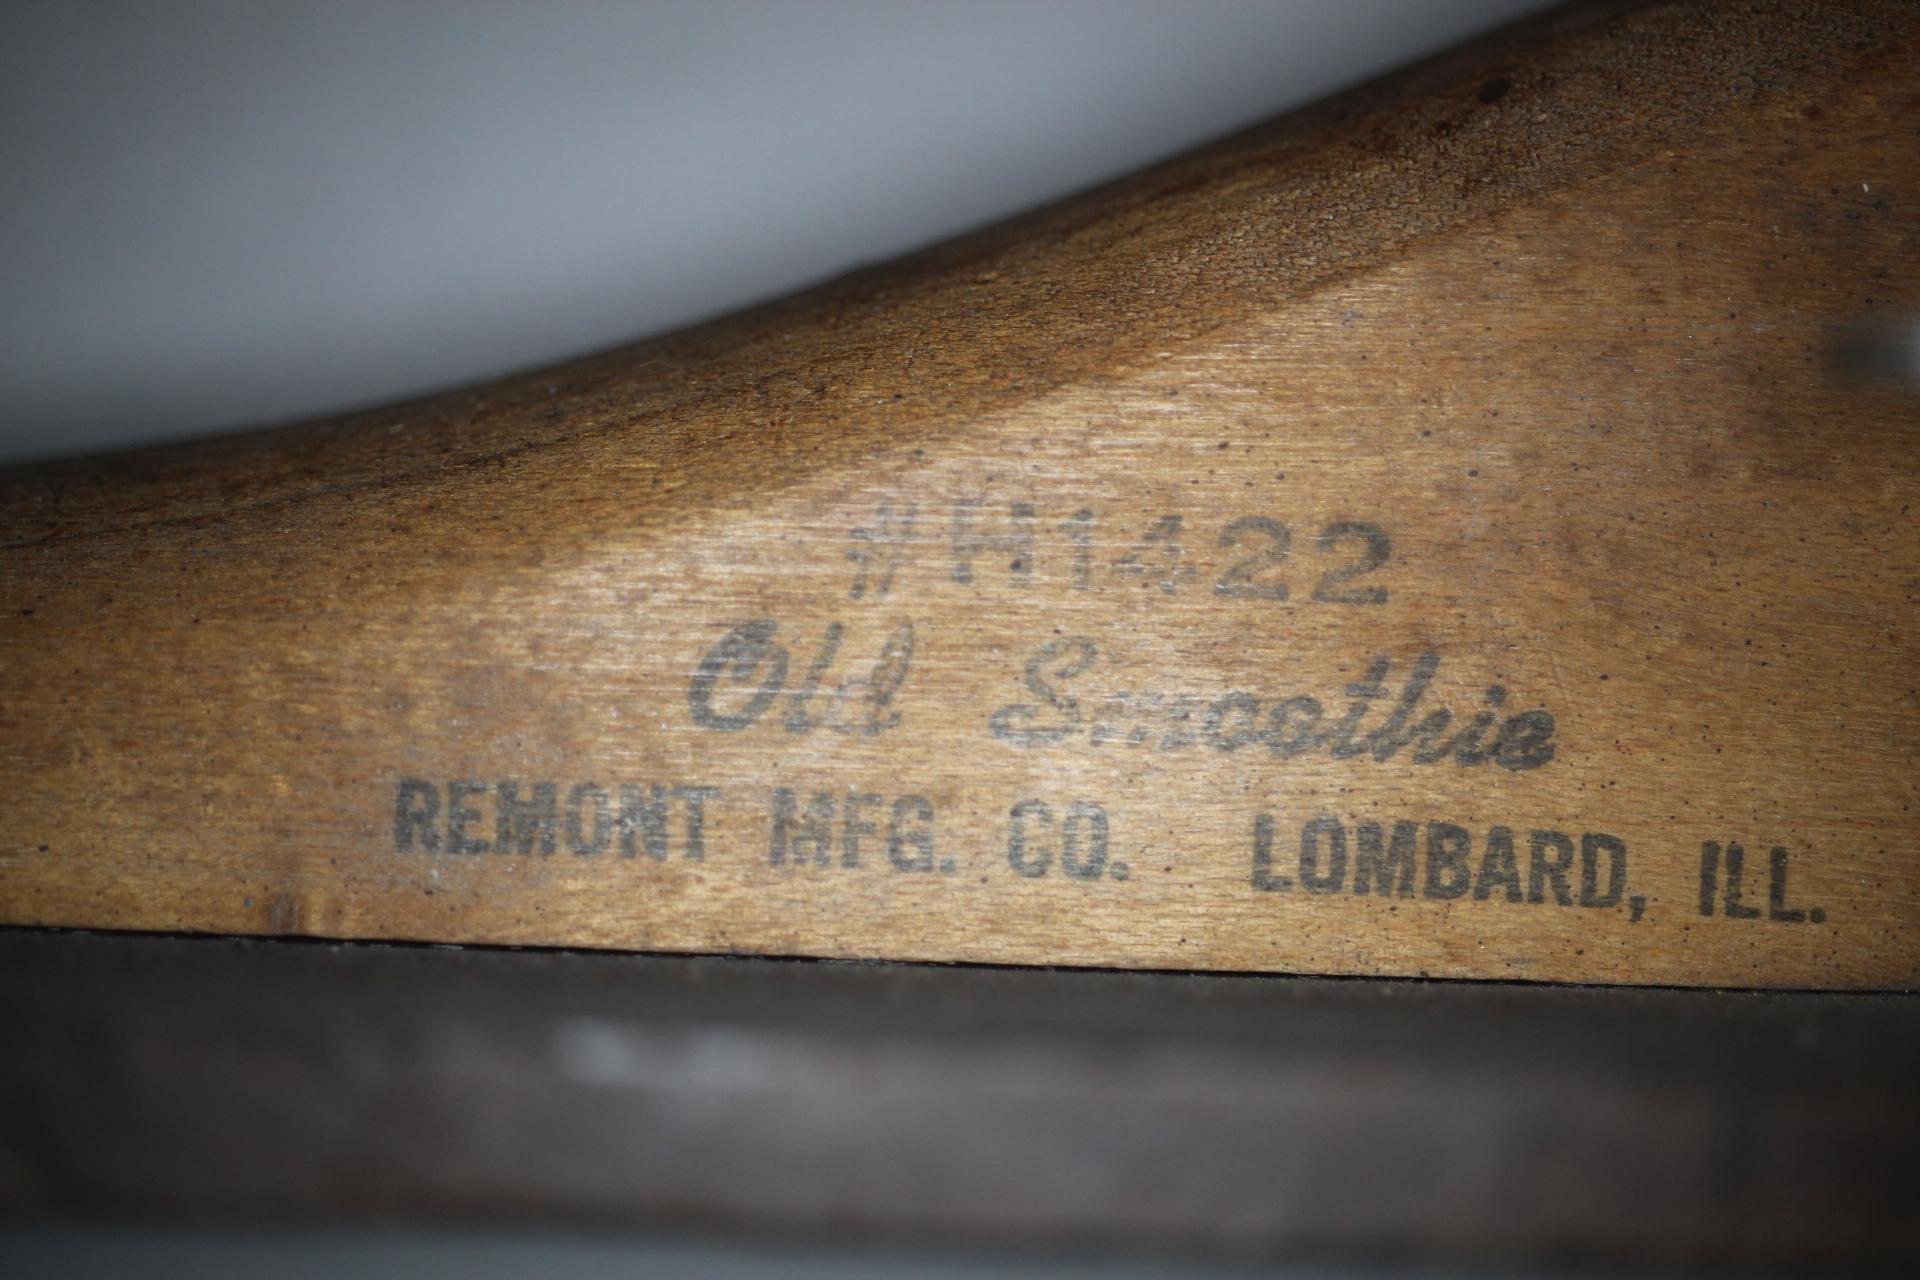 #H1422
Old Smoothie
REMONT MFG. CO. LOMBARD, ILL.